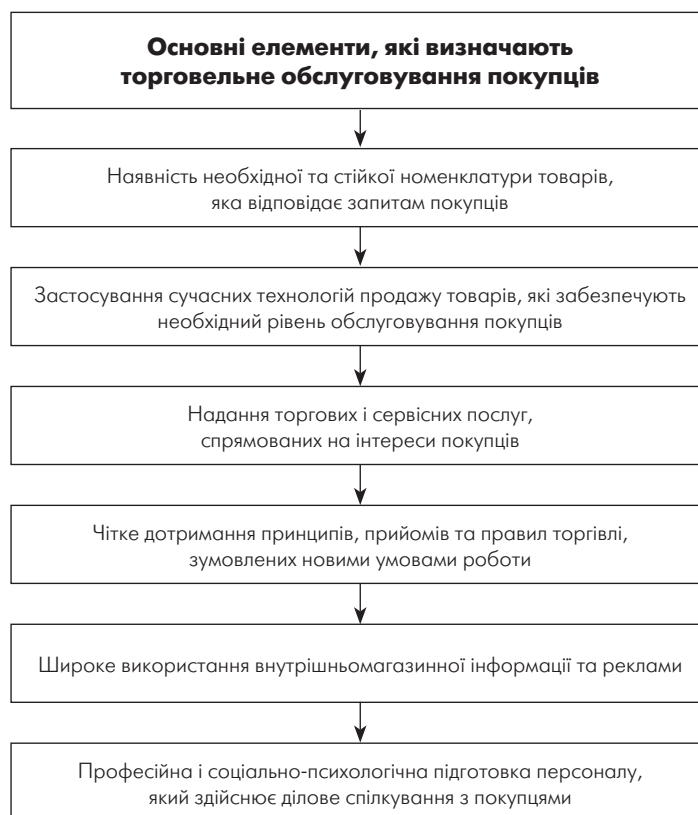 Основні елементи, які визначають
торговельне обслуговування покупців
Наявність необхідної та стійкої номенклатури товарів,
яка відповідає запитам покупців
Застосування сучасних технологій продажу товарів, які забезпечують
необхідний рівень обслуговування покупців
Надання торгових і сервісних послуг,
спрямованих на інтереси покупців
Чітке дотримання принципів, прийомів та правил торгівлі,
зумовлених новими умовами роботи
Широке використання внутрішньомагазинної інформації та реклами
Професійна і соціально-психологічна підготовка персоналу,
який здійснює ділове спілкування з покупцями